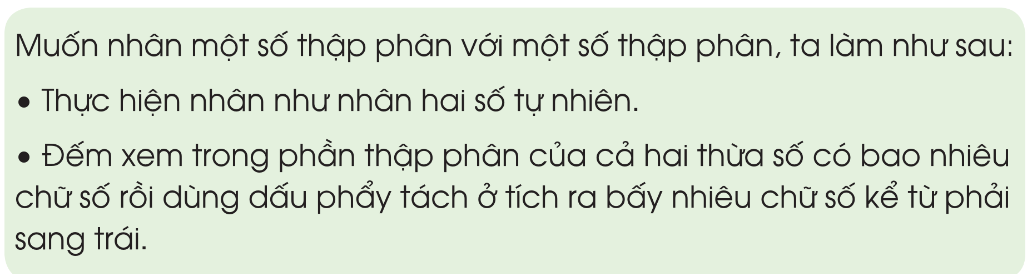 Muốn nhân một số thập phân với một số thập phân, ta làm như sau:
• Thực hiện nhân như nhân hai số tự nhiên.
• Đếm xem trong phần thập phân của cả hai thừa số có bao nhiêu
chữ số rồi dùng dấu phẩy tách ở tích ra bấy nhiêu chữ số kể từ phải
sang trái.